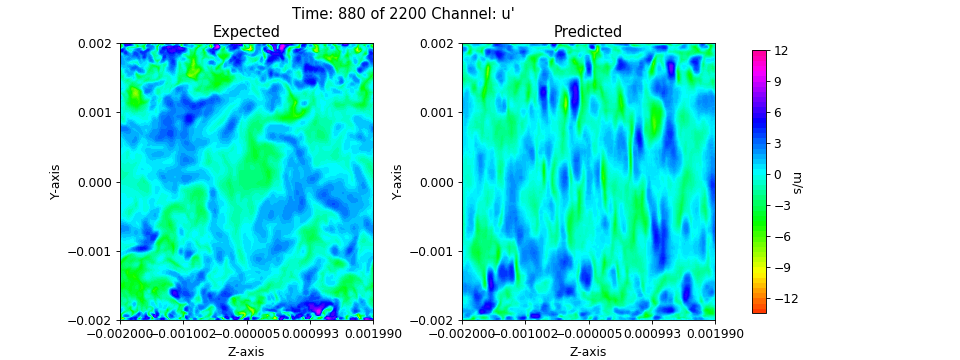 Time: 880 of 2200 Channel: u'
Expected
Predicted
0.002
0.001
0.000
−0.001
−0.002
Y-axis
−0.002000 −0.001002 −0.000005 0.000993 0.001990
Z-axis
0.002
0.001
0.000
−0.001
−0.002
Y-axis
−0.002000 −0.001002 −0.000005 0.000993 0.001990
Z-axis
12
9
6
3
0
−3
−6
−9
−12
m/s